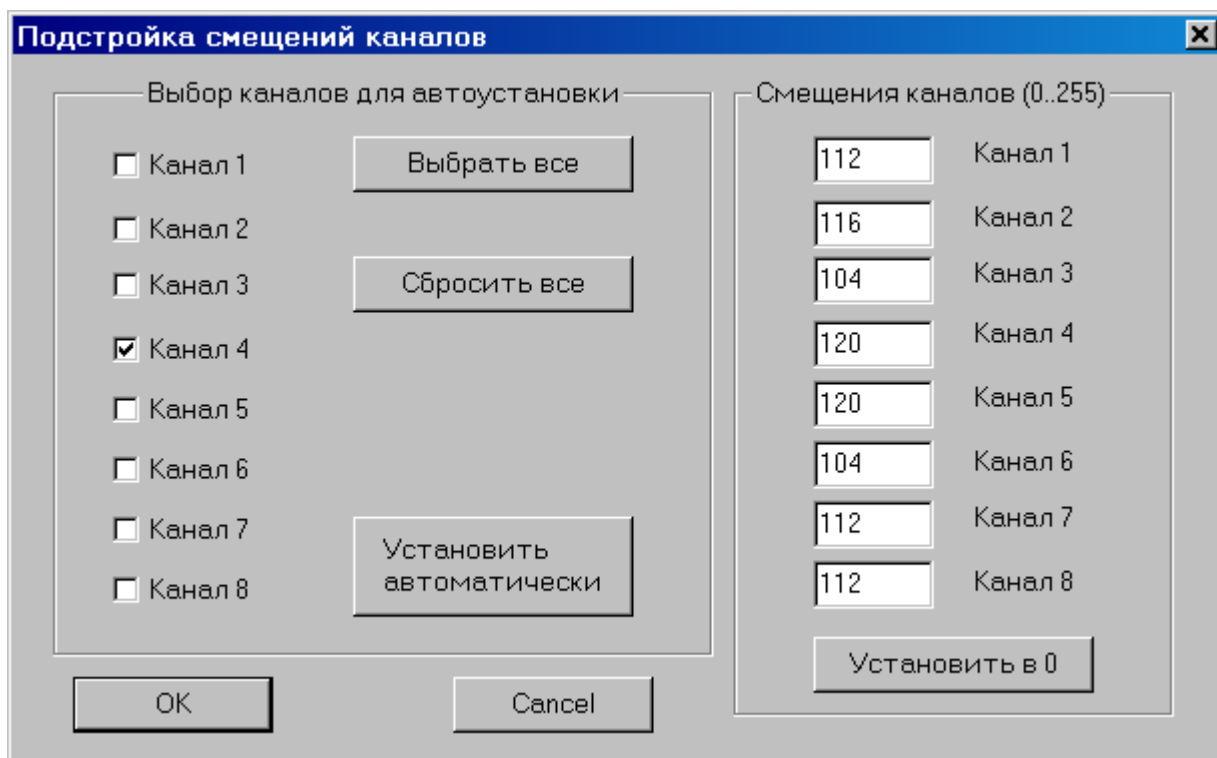 Подстройка смещений каналов
Выбор каналов для автоустановки
Канал 1
Выбрать все
Канал 2
Канал 3
Сбросить все
Канал 4
Канал 5
Канал 6
Канал 7
Установить
автоматически
Канал 8
OK
Cancel
Смещения каналов (0..255)
112 Канал 1
116 Канал 2
104 Канал 3
120 Канал 4
120 Канал 5
104 Канал 6
112 Канал 7
112 Канал 8
Установить в 0